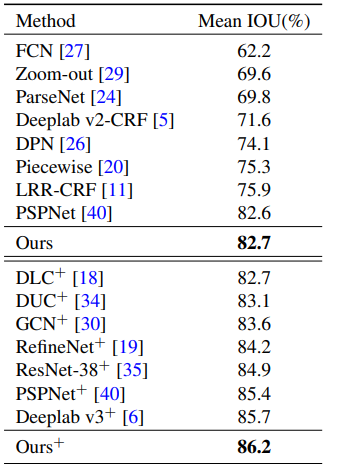 Method Mean IOU(%)
FCN [27] 62.2
Zoom-out [29] 69.6
ParseNet [24] 69.8
Deeplab v2-CRF [5] 71.6
DPN [26] 74.1
Piecewise [20] 75.3
LRR-CRF [11] 75.9
PSPNet [40] 82.6
Ours 82.7
DLC+ [18] 82.7
DUC+ [34] 83.1
GCN+ [30] 83.6
RefineNet+ [19] 84.2
ResNet-38+ [35] 84.9
PSPNet+ [40] 85.4
Deeplab v3+ [6] 85.7
Ours+ 86.2